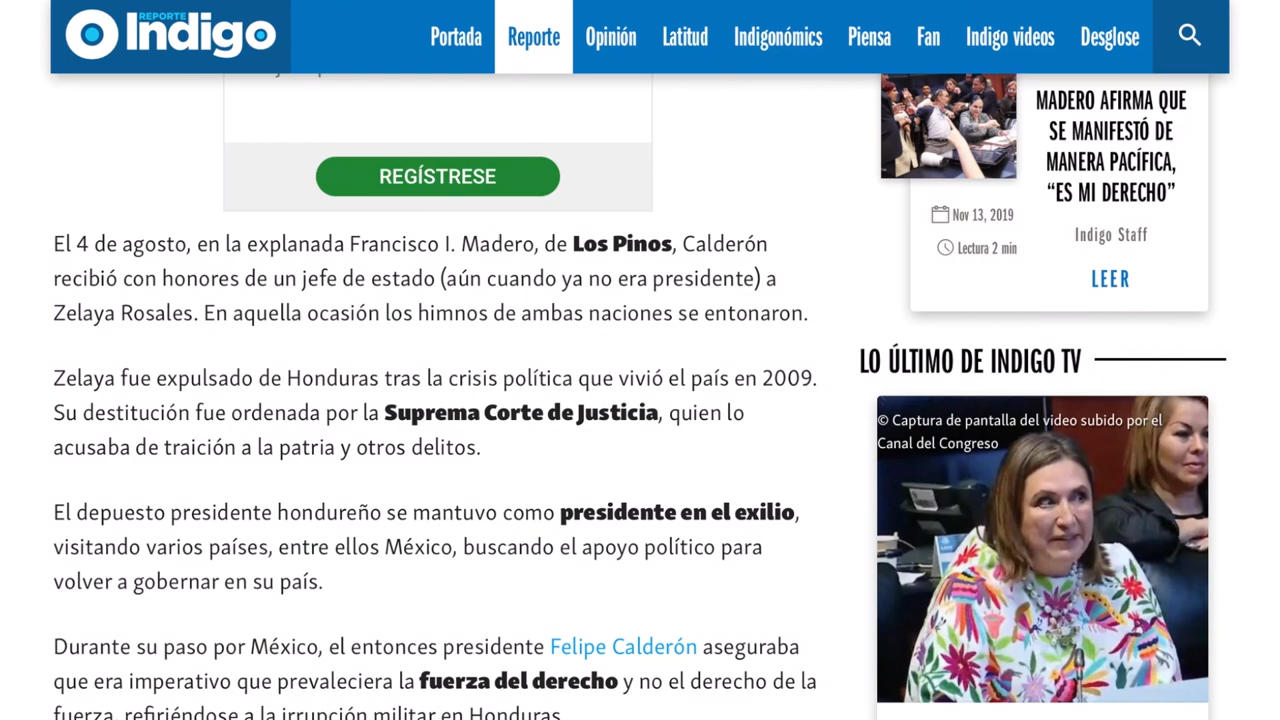 REPORTE
Indigo
Portada
Reporte
Opinión
Latitud
Indigonómics
Piensa
Fan
Indigo videos
Desglose
REGÍSTRESE
El 4 de agosto, en la explanada Francisco I. Madero, de Los Pinos, Calderón
recibió con honores de un jefe de estado (aún cuando ya no era presidente) a
Zelaya Rosales. En aquella ocasión los himnos de ambas naciones se entonaron.
Zelaya fue expulsado de Honduras tras la crisis política que vivió el país en 2009.
Su destitución fue ordenada por la Suprema Corte de Justicia, quien lo
acusaba de traición a la patria y otros delitos.
El depuesto presidente hondureño se mantuvo como presidente en el exilio,
visitando varios países, entre ellos México, buscando el apoyo político para
volver a gobernar en su país.
Durante su paso por México, el entonces presidente Felipe Calderón aseguraba
que era imperativo que prevaleciera la fuerza del derecho y no el derecho de la
fuerza, refiriéndose a la irrupción militar en Honduras.
MADERO AFIRMA QUE
SE MANIFESTÓ DE
MANERA PACÍFICA,
“ES MI DERECHO”
Nov 13, 2019
Lectura 2 min
Indigo Staff
LEER
LO ÚLTIMO DE INDIGO TV
© Captura de pantalla del video subido por el
Canal del Congreso